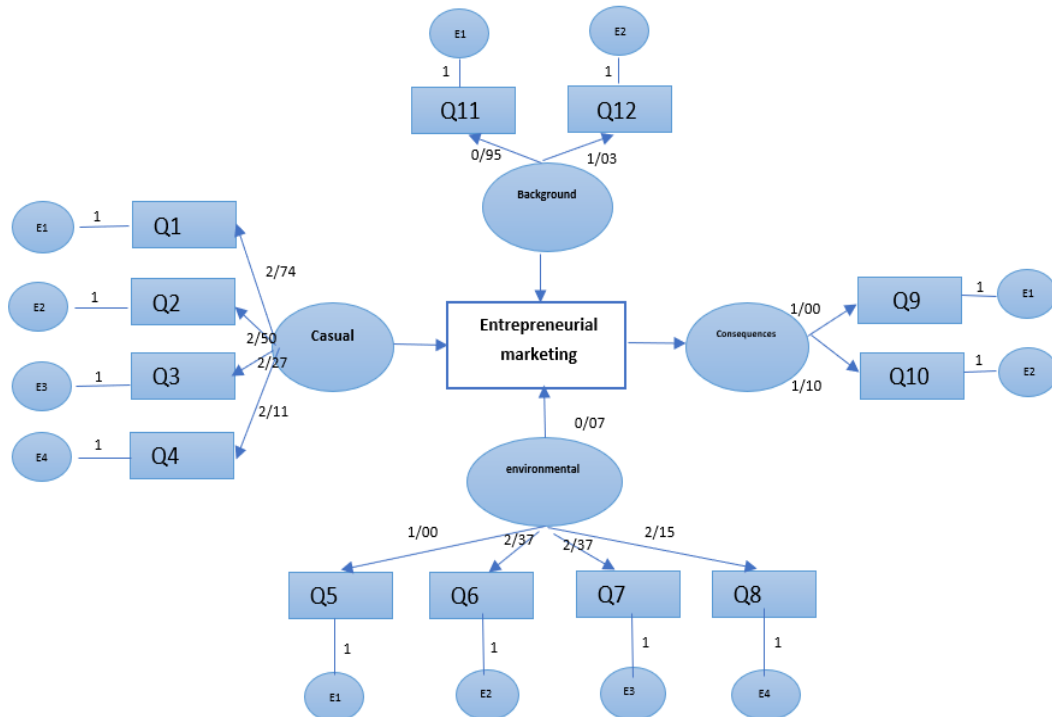 E1
E2
1
1
Q11
Q12
0/95
1/03
Background
E1
1
Q1
2/74
E2
1
Q2
2/50
E3
1
Q3
2/27
E4
1
Q4
2/11
Casual
Entrepreneurial
marketing
Consequences
1/00
Q9
1
E1
1/10
Q10
1
E2
0/07
environmental
1/00
2/37
2/37
2/15
Q5
Q6
Q7
Q8
1
1
1
1
E1
E2
E3
E4